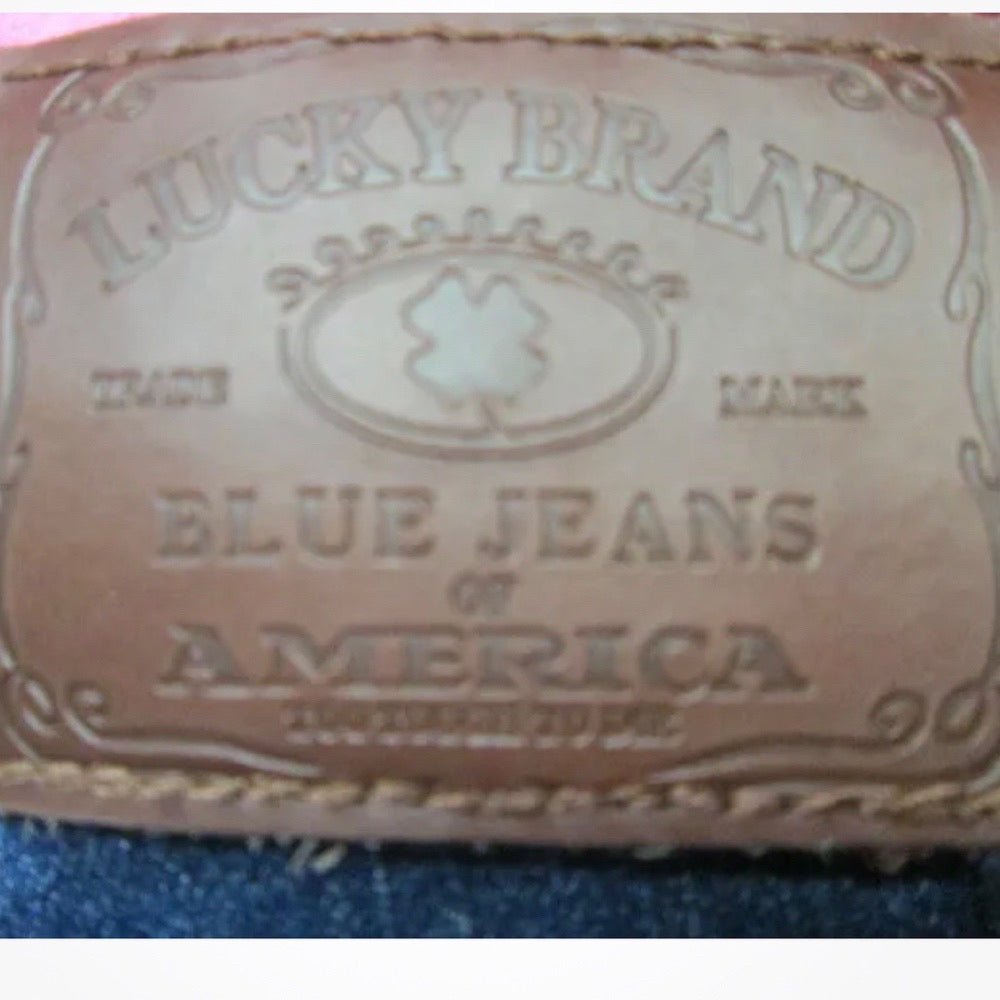 LUCKY BRAND
TRADE MARK
BLUE JEANS
OF
AMERICA